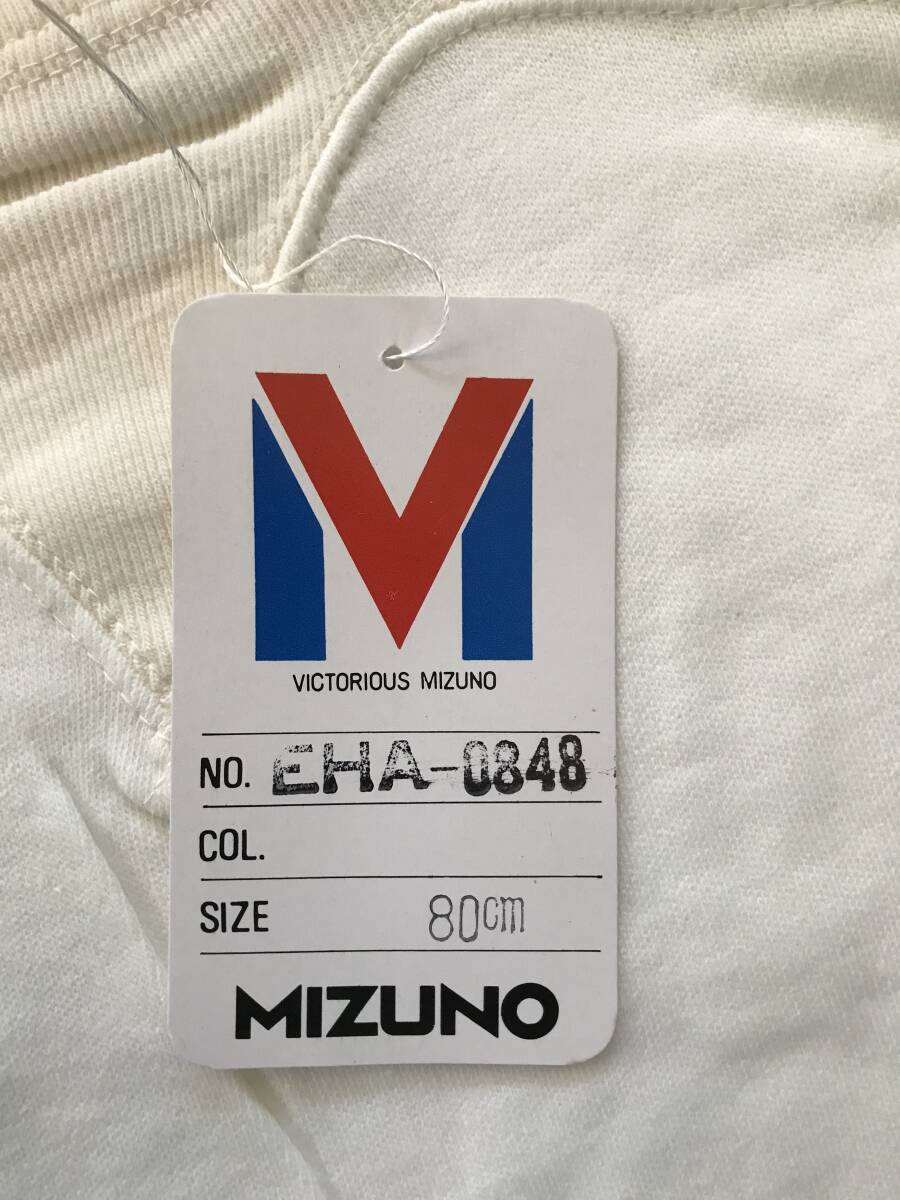 VICTORIOUS MIZUNO
NO. EHA-0848
COL.
SIZE 80cm
MIZUNO